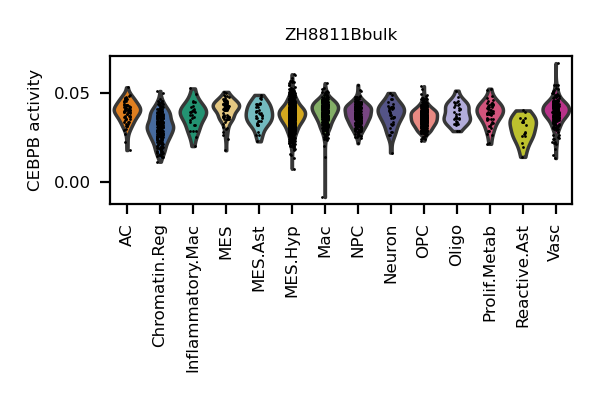 ZH8811Bbulk
CEBPB activity
0.05
0.00
AC
Chromatin.Reg
Inflammatory.Mac
MES
MES.Ast
MES.Hyp
Mac
NPC
Neuron
OPC
Oligo
Prolif.Metab
Reactive.Ast
Vasc